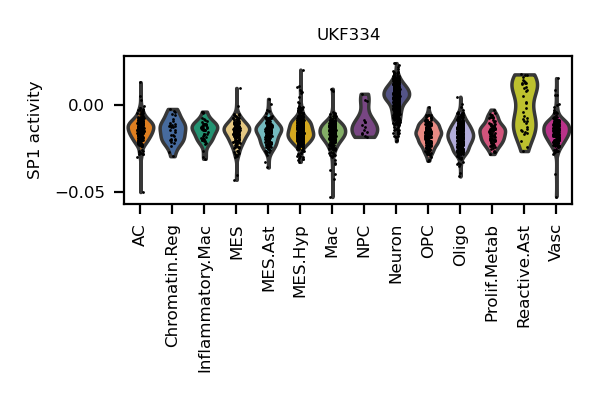 UKF334
SP1 activity
0.00
−0.05
AC
Chromatin.Reg
Inflammatory.Mac
MES
MES.Ast
MES.Hyp
Mac
NPC
Neuron
OPC
Oligo
Prolif.Metab
Reactive.Ast
Vasc